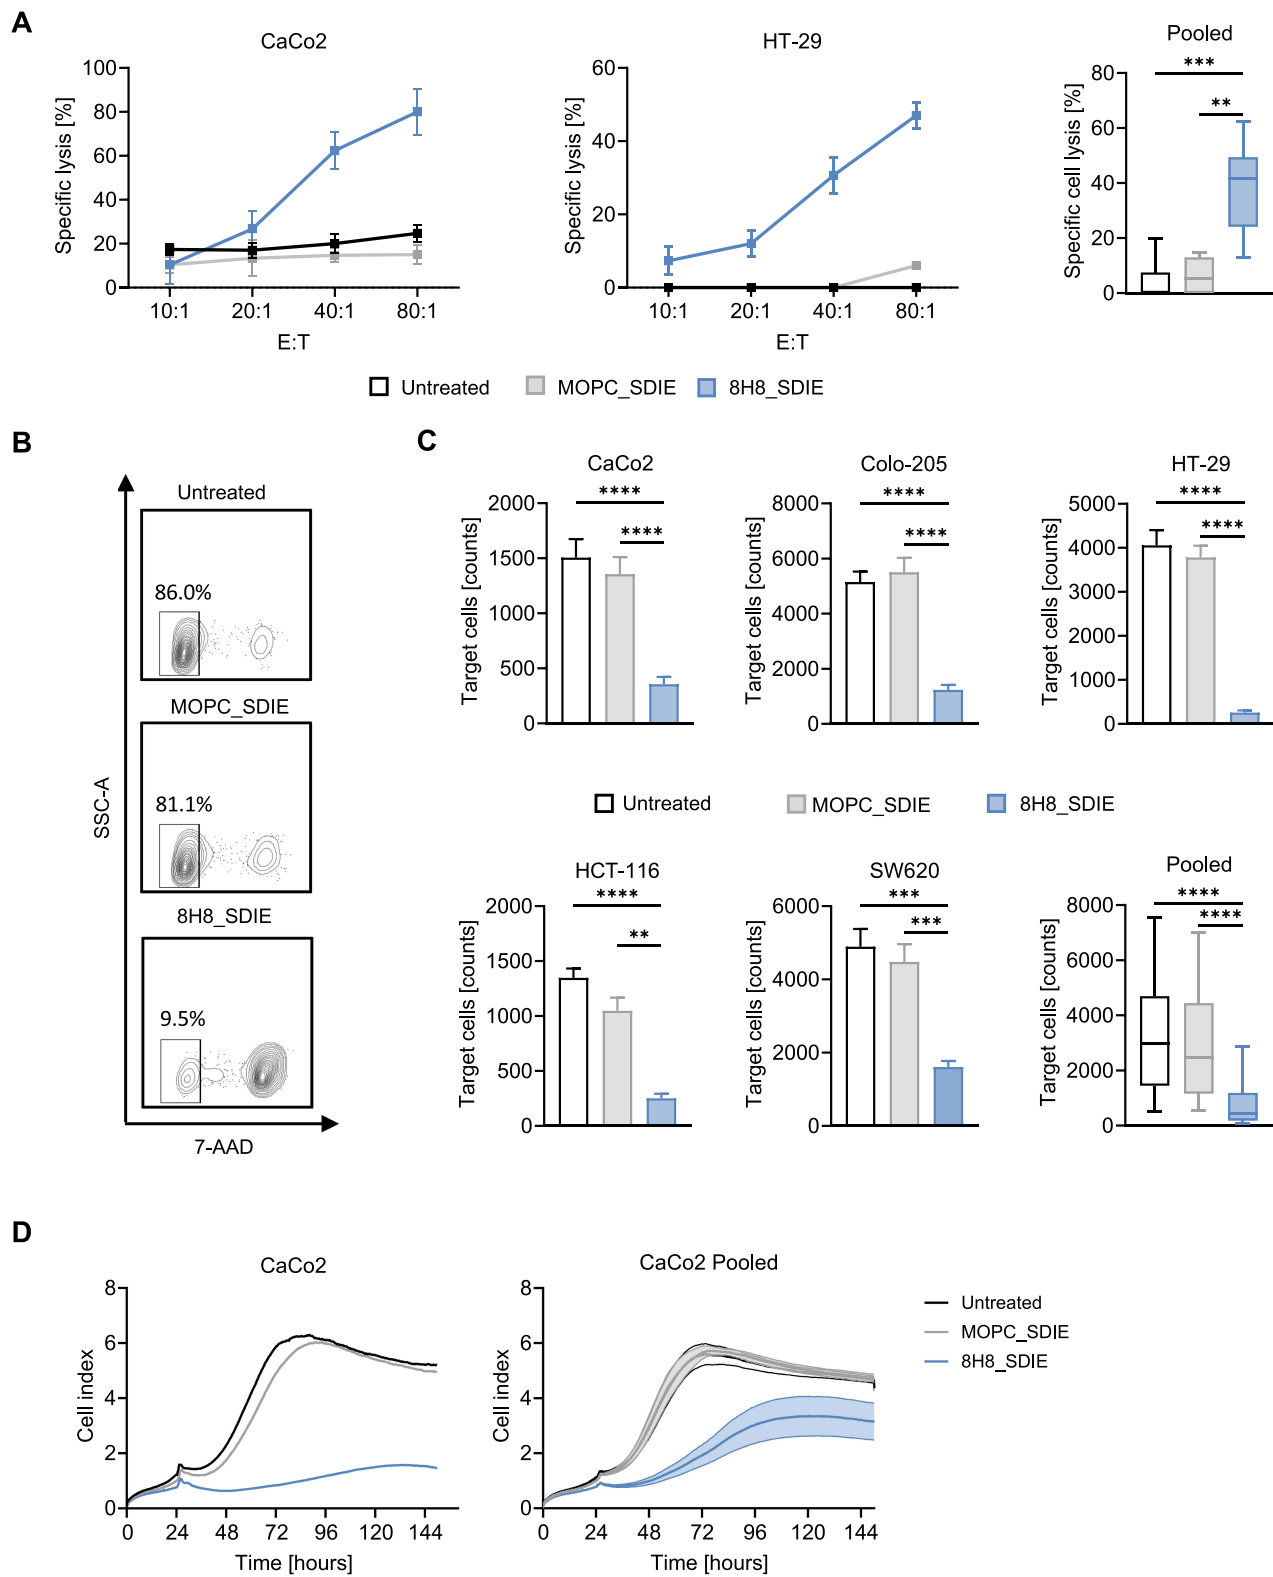 A
CaCo2
HT-29
Pooled
Specific lysis [%]
100
80
60
40
20
0
10:1 20:1 40:1 80:1
E:T
Specific lysis [%]
60
40
20
0
10:1 20:1 40:1 80:1
E:T
Specific cell lysis [%]
80
60
40
20
0
***
**
Untreated MOPC_SDIE 8H8_SDIE
B
SSC-A
Untreated
86.0%
MOPC_SDIE
81.1%
8H8_SDIE
9.5%
7-AAD
C
CaCo2
Target cells [counts]
2000
1500
1000
500
0
****
****
Colo-205
Target cells [counts]
8000
6000
4000
2000
0
****
****
HT-29
Target cells [counts]
5000
4000
3000
2000
1000
0
****
****
Untreated MOPC_SDIE 8H8_SDIE
HCT-116
Target cells [counts]
2000
1500
1000
500
0
****
**
SW620
Target cells [counts]
6000
4000
2000
0
***
***
Pooled
Target cells [counts]
8000
6000
4000
2000
0
****
****
D
CaCo2
Cell index
8
6
4
2
0
0 24 48 72 96 120 144
Time [hours]
CaCo2 Pooled
Cell index
8
6
4
2
0
0 24 48 72 96 120 144
Time [hours]
Untreated
MOPC_SDIE
8H8_SDIE